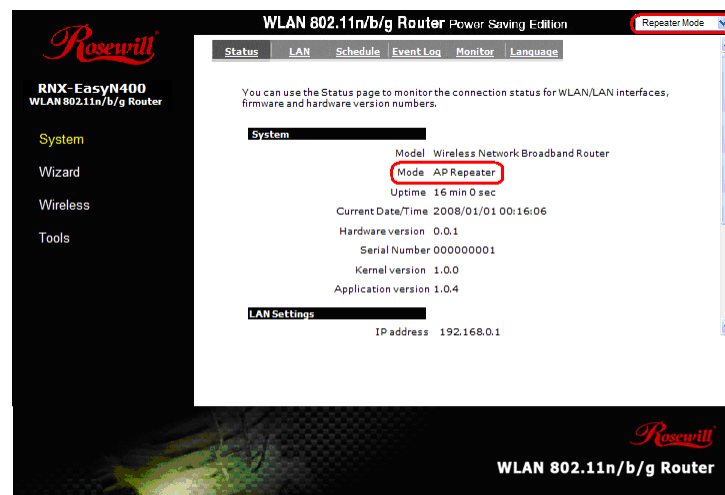 WLAN 802.11n/b/g Router Power Saving Edition
Repeater Mode
Rosewill
Status LAN Schedule Event Log Monitor Language
RNX-EasyN400
WLAN 802.11n/b/g Router
You can use the Status page to monitor the connection status for WLAN/LAN interfaces,
firmware and hardware version numbers.
System
Wizard
Wireless
Tools
System
Model Wireless Network Broadband Router
Mode AP Repeater
Uptime 16 min 0 sec
Current Date/Time 2008/01/01 00:16:06
Hardware version 0.0.1
Serial Number 000000001
Kernel version 1.0.0
Application version 1.0.4
LAN Settings
IP address 192.168.0.1
Rosewill
WLAN 802.11n/b/g Router